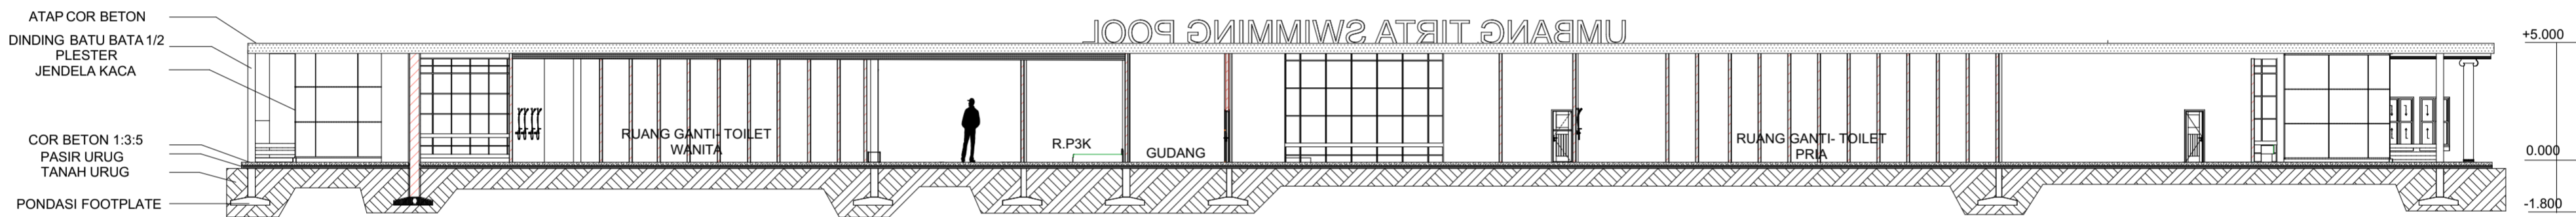 ATAP COR BETON
DINDING BATU BATA 1/2
PLESTER
JENDELA KACA
COR BETON 1:3:5
PASIR URUG
TANAH URUG
PONDASI FOOTPLATE
UMBANG TIRTA SWIMMING POOL
RUANG GANTI- TOILET
WANITA
R.P3K
GUDANG
RUANG GANTI- TOILET
PRIA
+5.000
0.000
-1.800